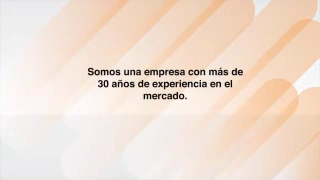 Somos una empresa con más de
30 años de experiencia en el
mercado.